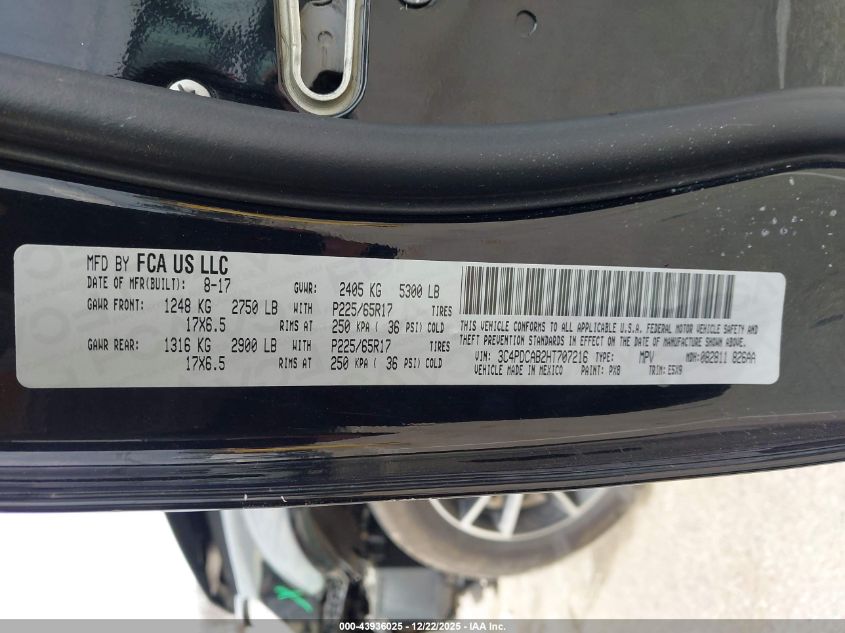 MFD BY FCA US LLC
DATE OF MFR(BUILT): 8-17 GVWR: 2405 KG 5300 LB
GAWR FRONT: 1248 KG 2750 LB WITH P225/65R17 TIRES
17X6.5 RIMS AT 250 KPA ( 36 PSI) COLD
GAWR REAR: 1316 KG 2900 LB WITH P225/65R17 TIRES
17X6.5 RIMS AT 250 KPA ( 36 PSI) COLD
THIS VEHICLE CONFORMS TO ALL APPLICABLE U.S.A. FEDERAL MOTOR VEHICLE SAFETY AND
THEFT PREVENTION STANDARDS IN EFFECT ON THE DATE OF MANUFACTURE SHOWN ABOVE.
VIN: 3C4PDCAB2HT707216 TYPE: MPV MDH: 082811 826AA
VEHICLE MADE IN MEXICO PAINT: PX8 TRIM: E5X9
000-43936025 - 12/22/2025 - IAA Inc.